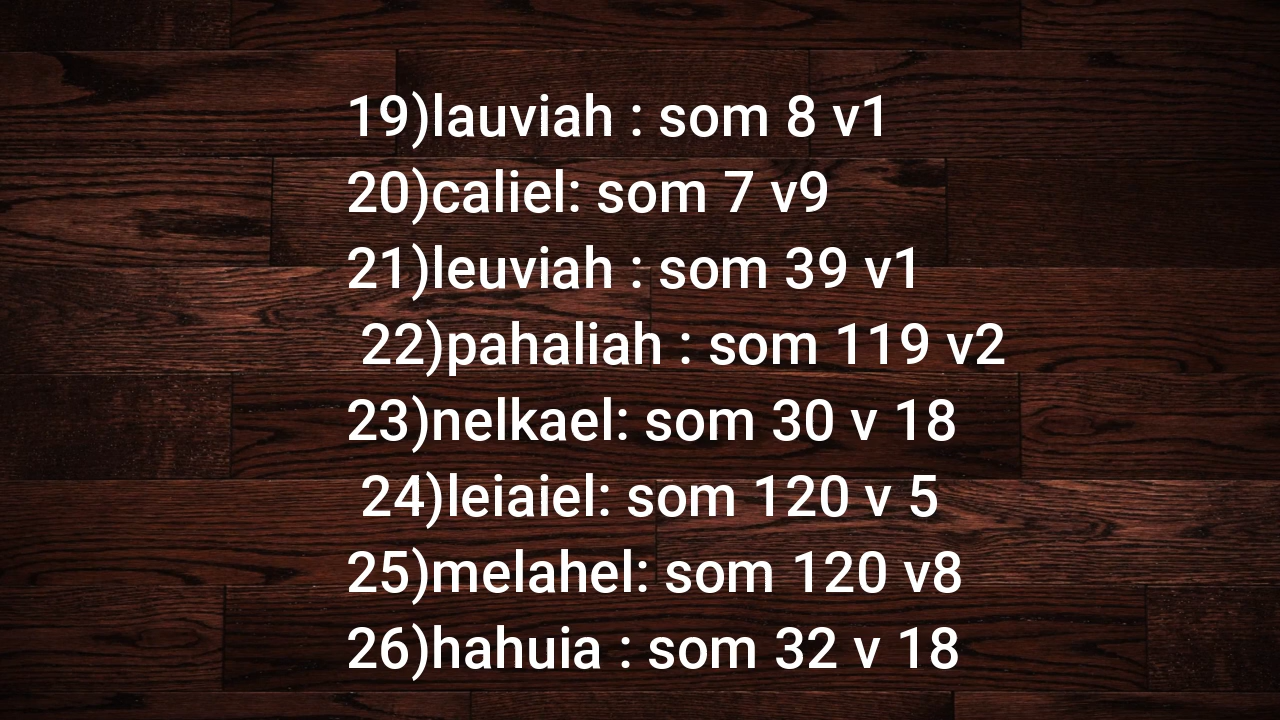 19)lauviah : som 8 v1
20)caliel: som 7 v9
21)leuviah : som 39 v1
22)pahaliah : som 119 v2
23)nelkael: som 30 v 18
24)leiaiel: som 120 v 5
25)melahel: som 120 v8
26)hahuia : som 32 v 18